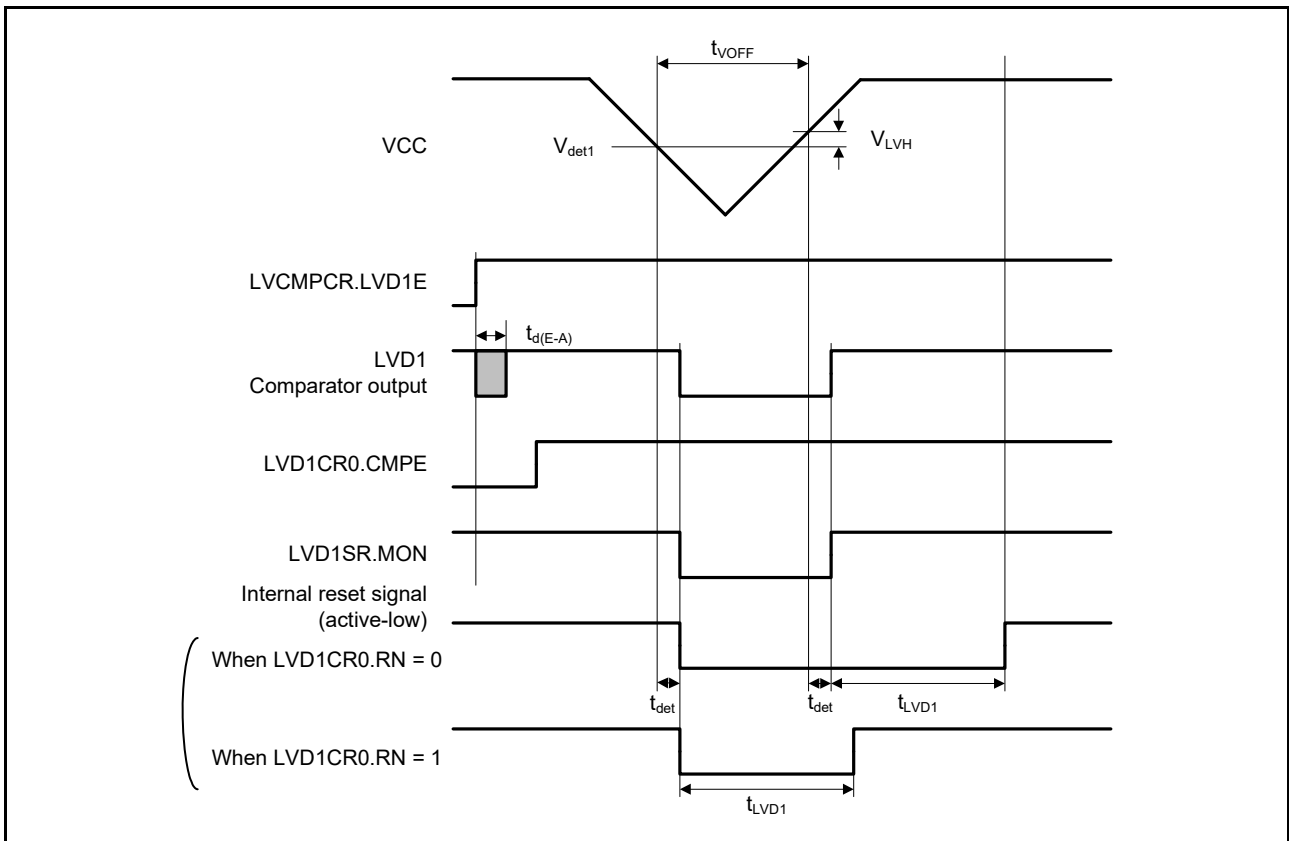 tVOFF
VCC
Vdet1
VLVH
LVCMPCR.LVD1E
td(E-A)
LVD1
Comparator output
LVD1CR0.CMPE
LVD1SR.MON
Internal reset signal
(active-low)
When LVD1CR0.RN = 0
tdet
tdet
tLVD1
When LVD1CR0.RN = 1
tLVD1